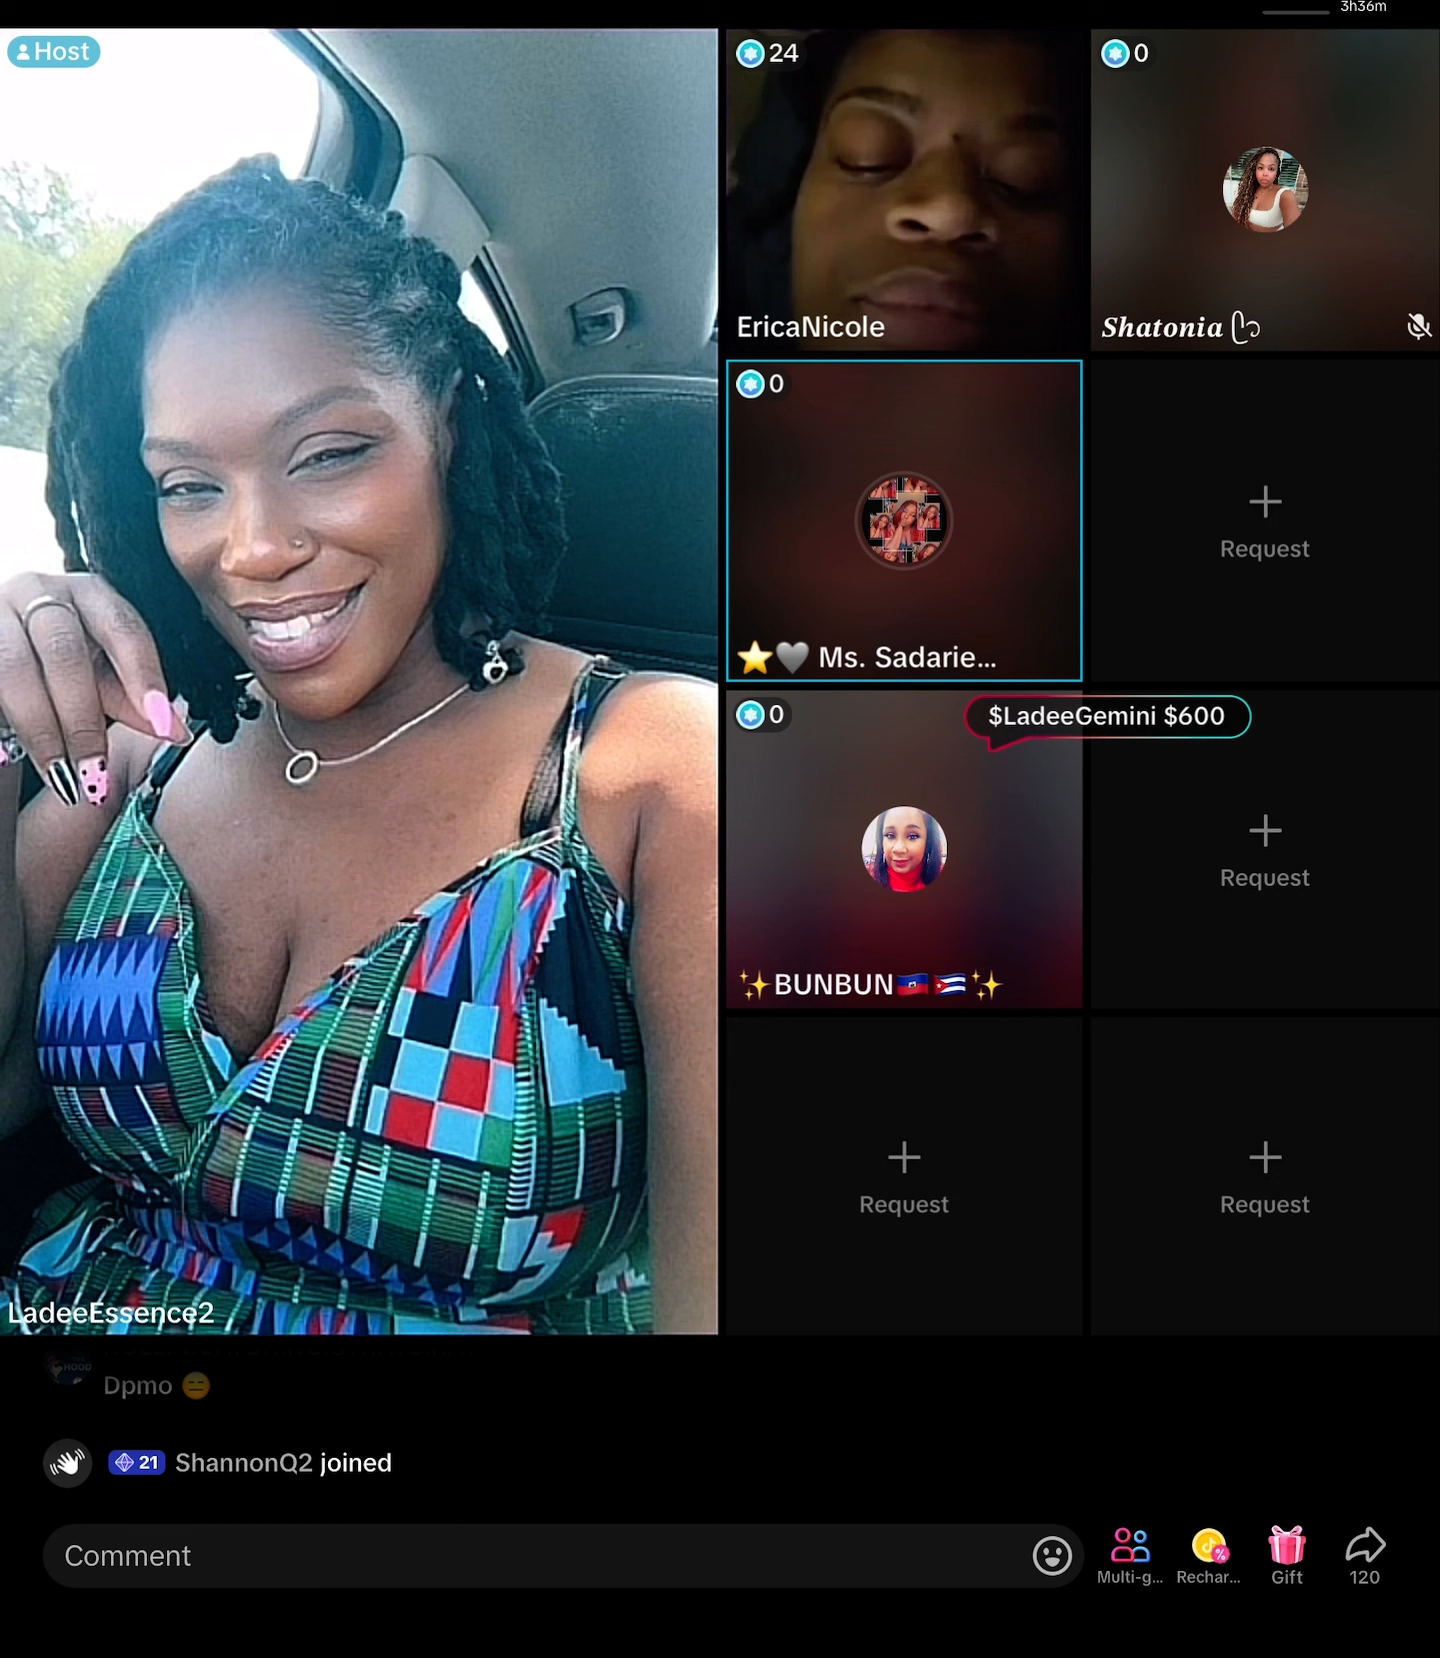 3h36m
Host
24
0
EricaNicole
Shatonia
0
⭐🩶 Ms. Sadarie...
Request
0
$LadeeGemini $600
✨BUNBUN🇭🇹🇨🇺✨
Request
Request
Request
LadeeEssence2
HOOD
Dpmo 😑
21 ShannonQ2 joined
Comment
Multi-g...
Rechar...
Gift
120